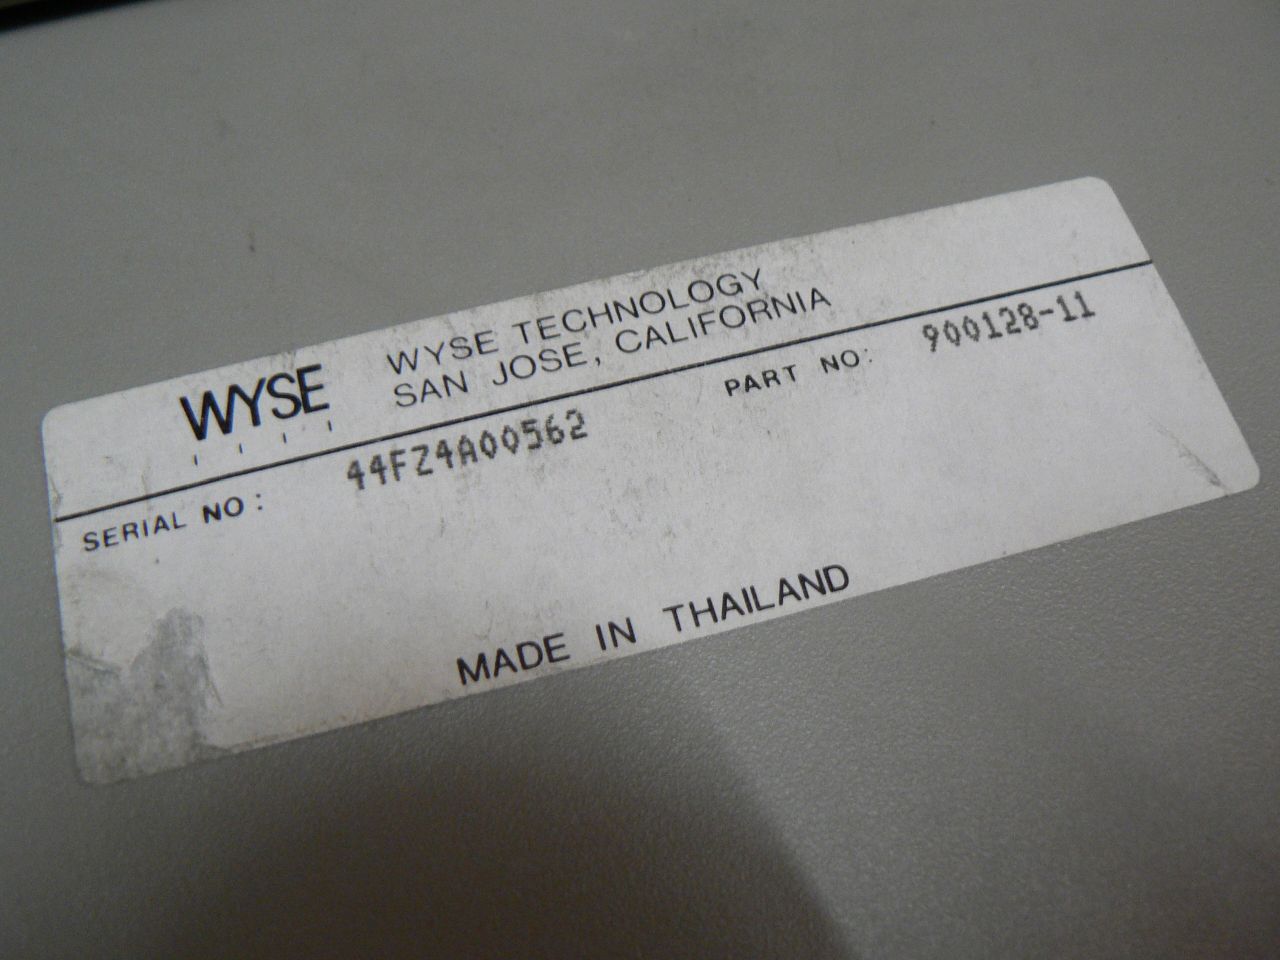 WYSE
WYSE TECHNOLOGY
SAN JOSE, CALIFORNIA
SERIAL NO: 44FZ4A00562 PART NO: 900128-11
MADE IN THAILAND